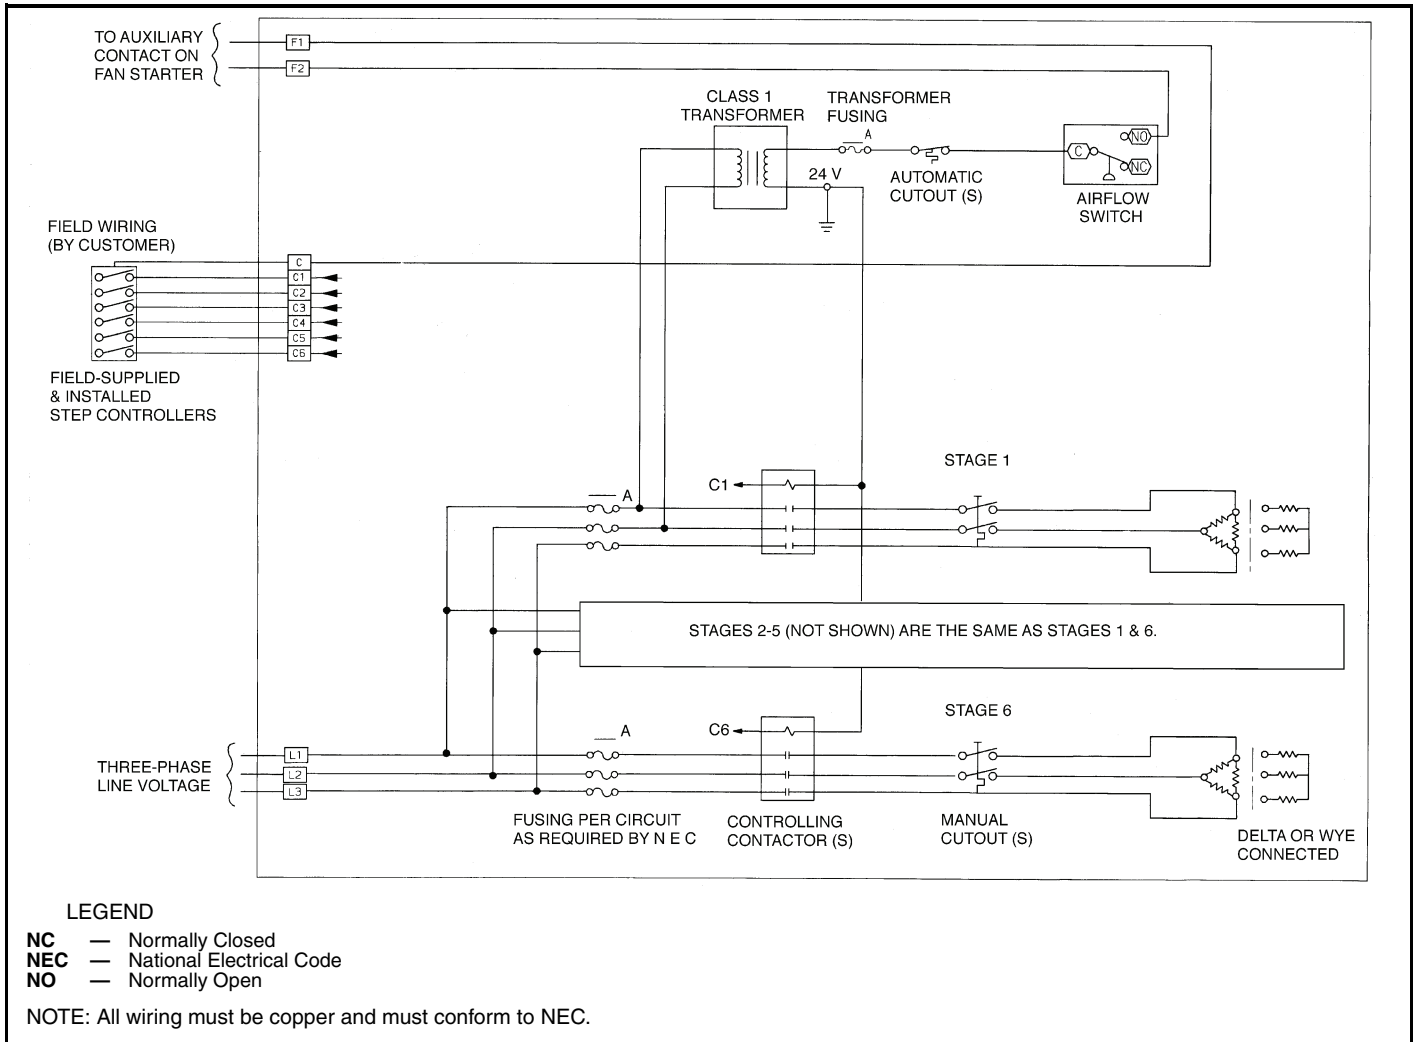 TO AUXILIARY
CONTACT ON
FAN STARTER
F1
F2
CLASS 1
TRANSFORMER
TRANSFORMER
FUSING
A
24 V
AUTOMATIC
CUTOUT (S)
C
NO
NC
AIRFLOW
SWITCH
FIELD WIRING
(BY CUSTOMER)
C
C1
C2
C3
C4
C5
C6
FIELD-SUPPLIED
& INSTALLED
STEP CONTROLLERS
STAGE 1
C1
A
STAGES 2-5 (NOT SHOWN) ARE THE SAME AS STAGES 1 & 6.
STAGE 6
C6
A
THREE-PHASE
LINE VOLTAGE
L1
L2
L3
FUSING PER CIRCUIT
AS REQUIRED BY N E C
CONTROLLING
CONTACTOR (S)
MANUAL
CUTOUT (S)
DELTA OR WYE
CONNECTED
LEGEND
NC — Normally Closed
NEC — National Electrical Code
NO — Normally Open
NOTE: All wiring must be copper and must conform to NEC.